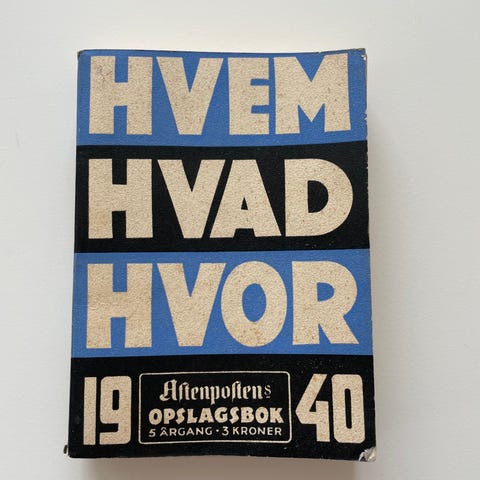 HVEM
HVAD
HVOR
19 Aftenpostens 40
OPSLAGSBOK
5 ÅRGANG · 3 KRONER